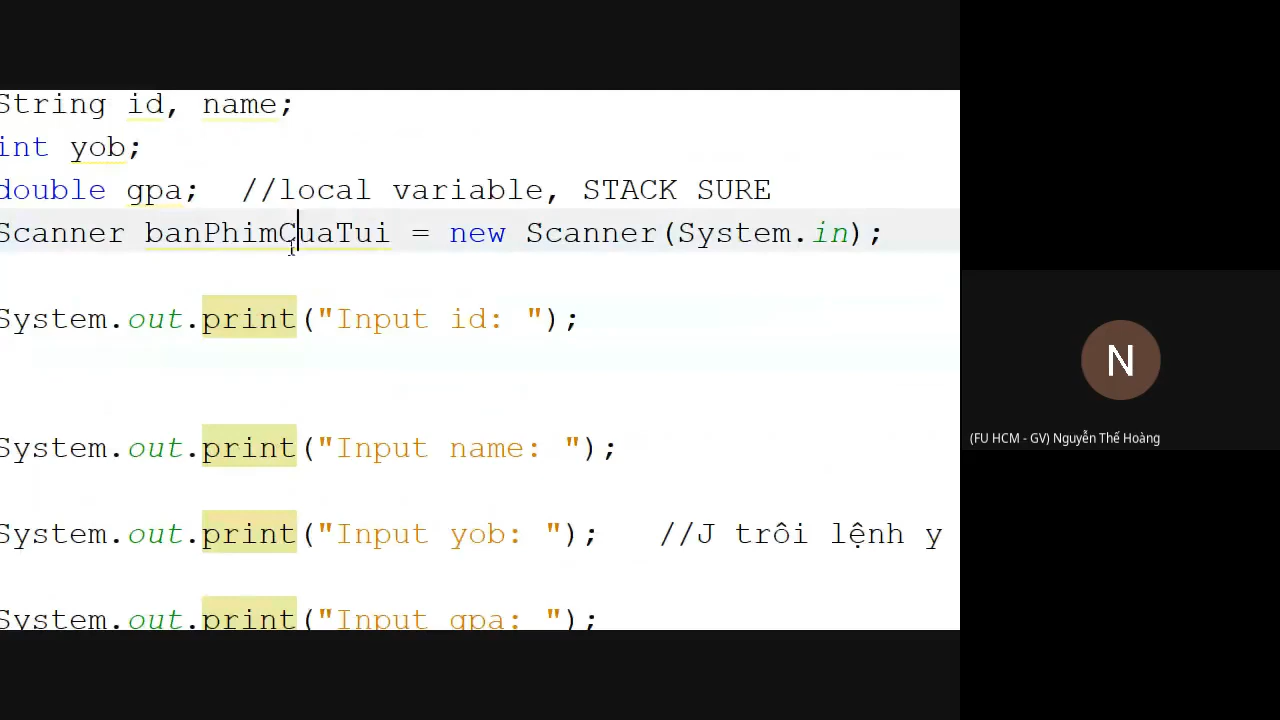 String id, name;
int yob;
double gpa;  //local variable, STACK SURE
Scanner banPhimCuaTui = new Scanner(System.in);
System.out.print("Input id: ");
System.out.print("Input name: ");
System.out.print("Input yob: ");   //J trôi lệnh y
System.out.print("Input gpa: ");
N
(FU HCM - GV) Nguyễn Thế Hoàng